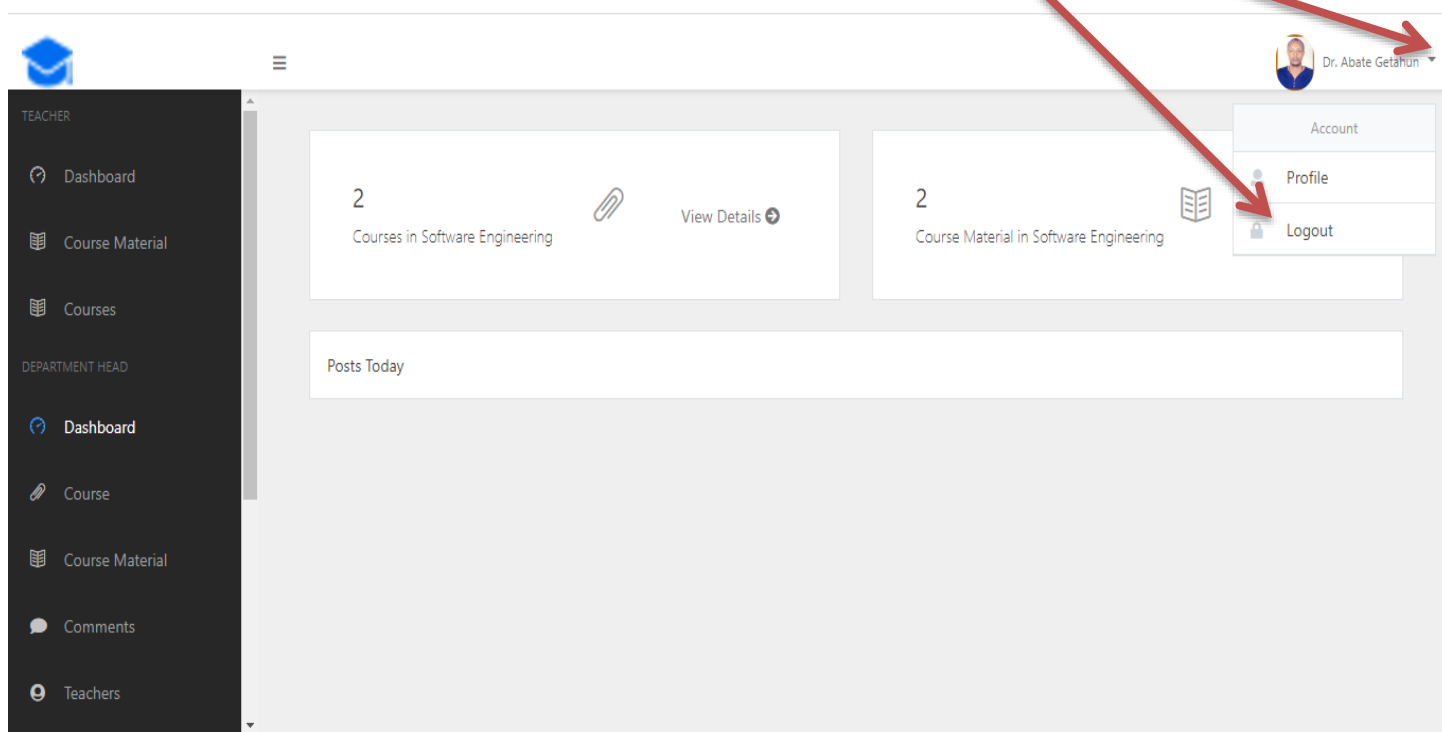 Dr. Abate Getahun
TEACHER
Dashboard
Course Material
Courses
DEPARTMENT HEAD
Dashboard
Course
Course Material
Comments
Teachers
2
Courses in Software Engineering
View Details
2
Course Material in Software Engineering
Account
Profile
Logout
Posts Today